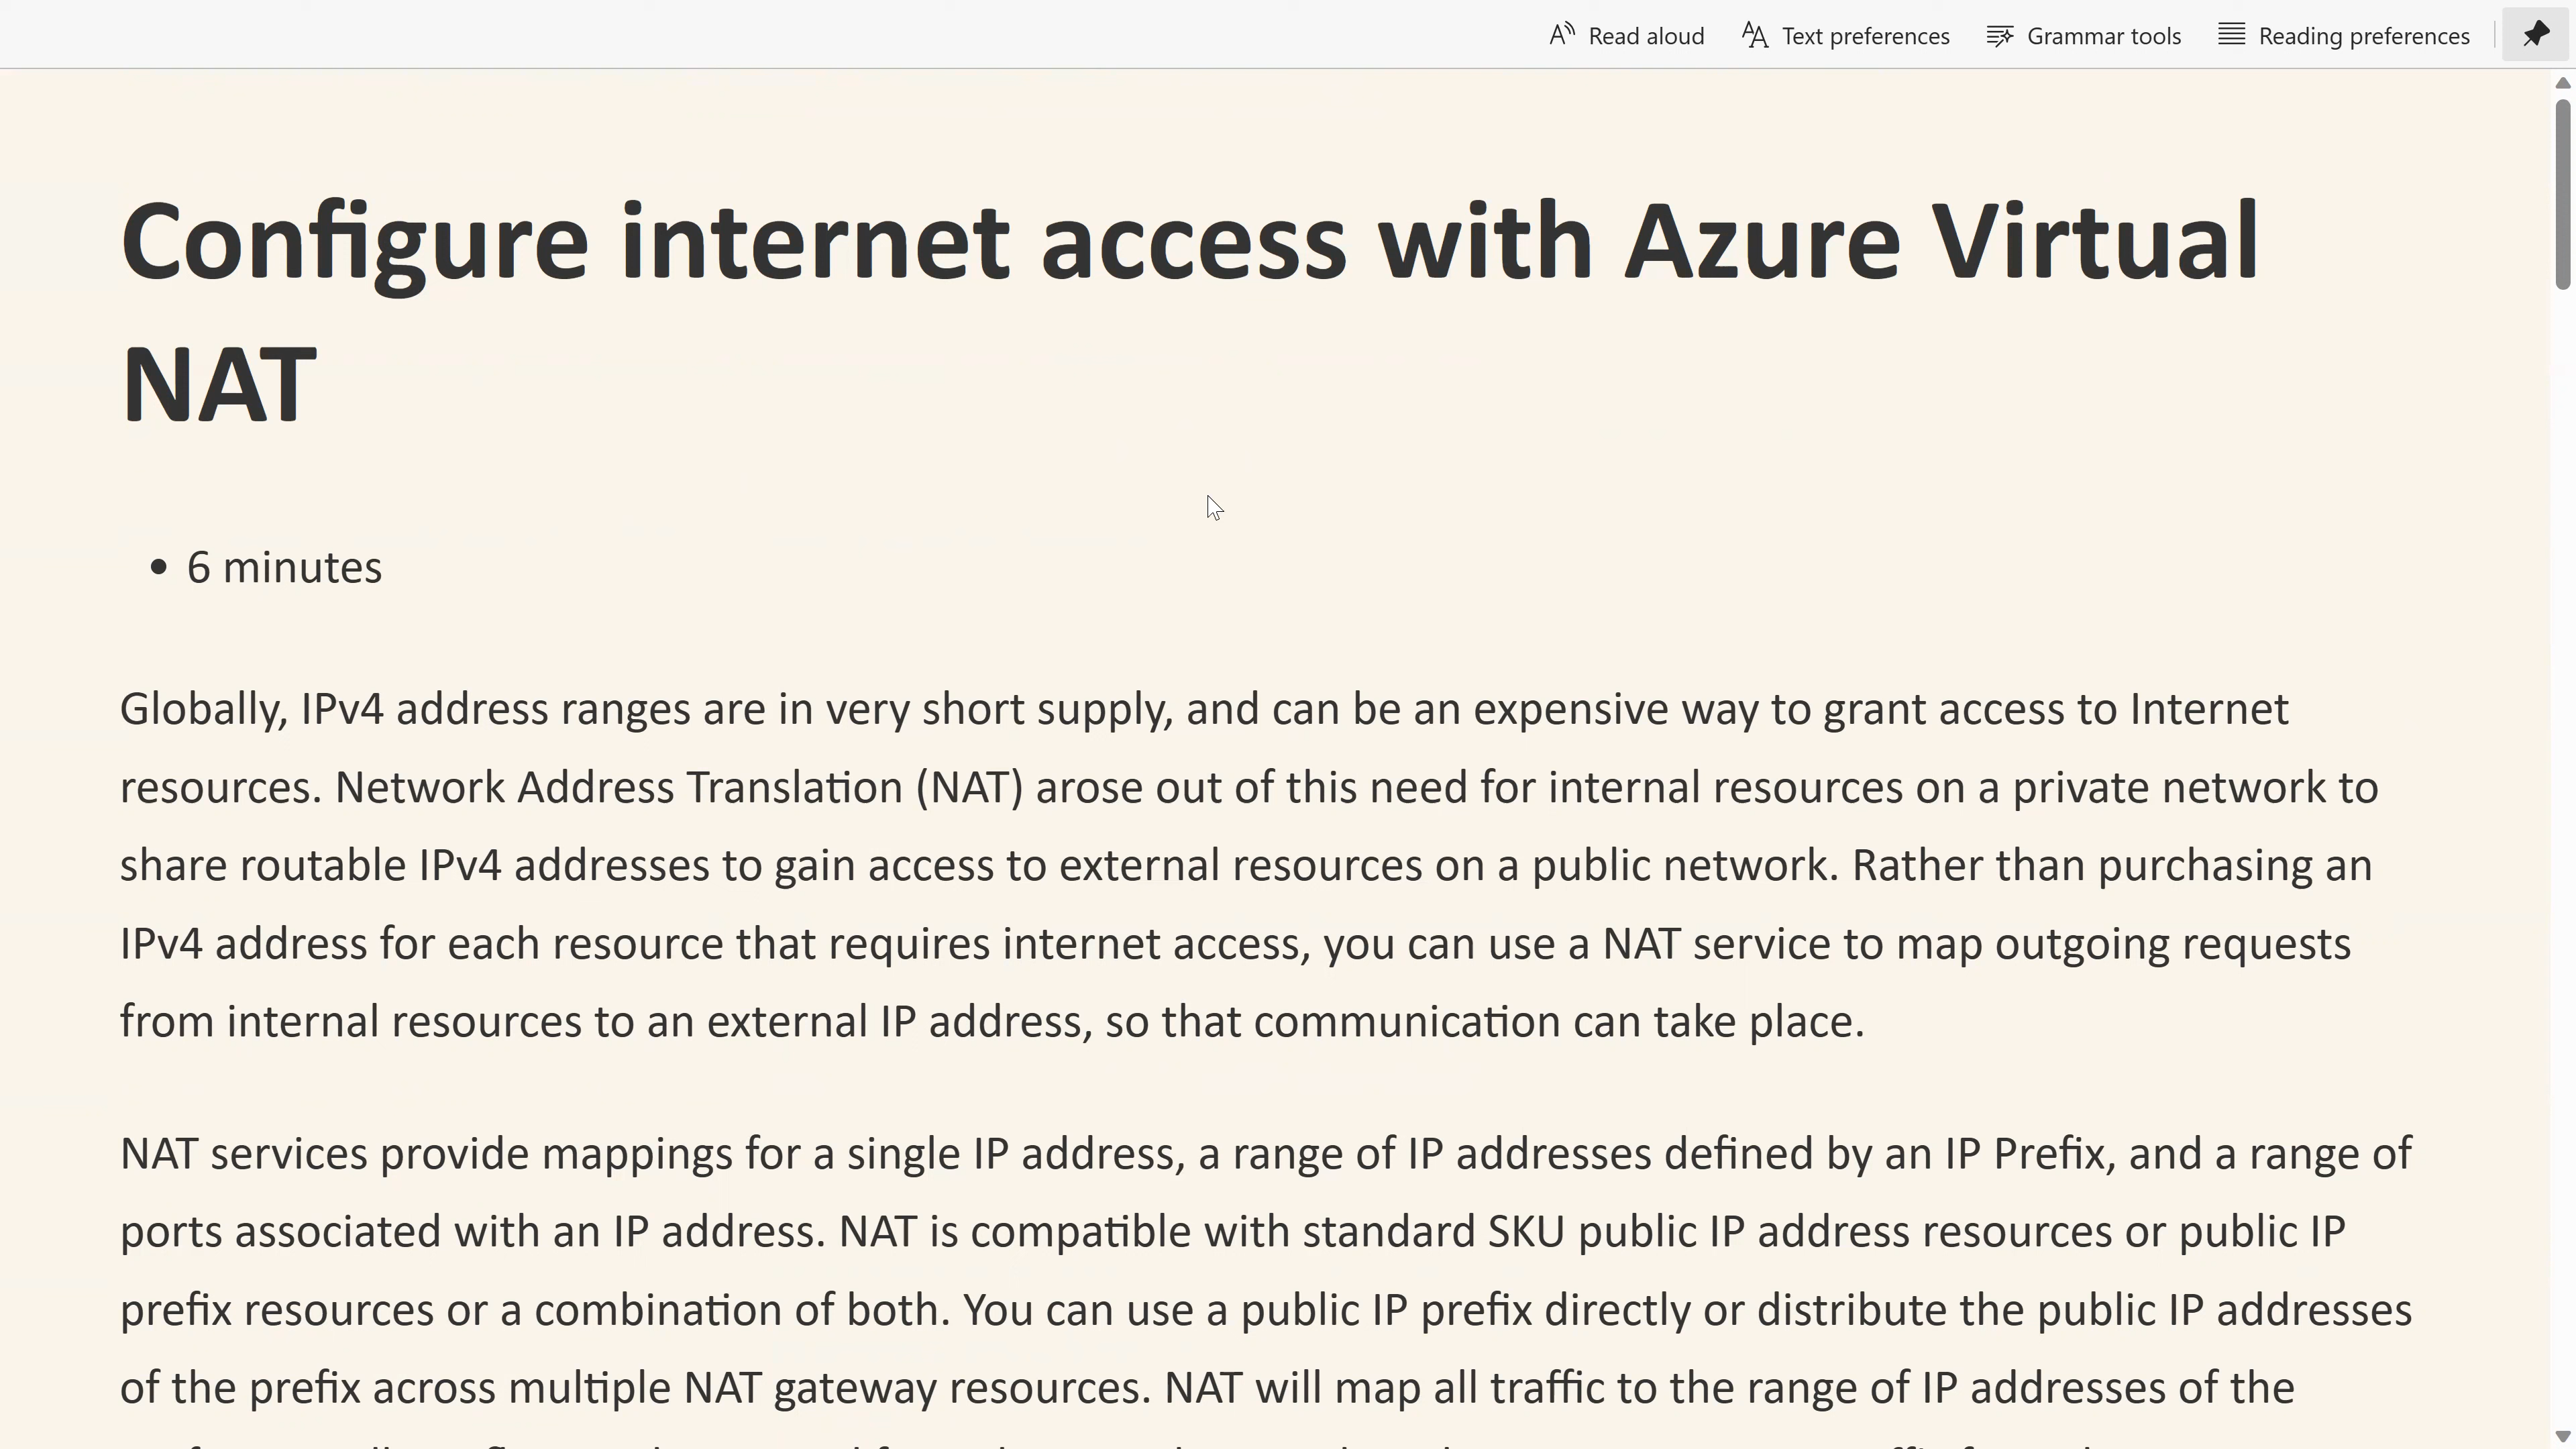 Read aloud
Text preferences
Grammar tools
Reading preferences
Configure internet access with Azure Virtual
NAT
• 6 minutes
Globally, IPv4 address ranges are in very short supply, and can be an expensive way to grant access to Internet
resources. Network Address Translation (NAT) arose out of this need for internal resources on a private network to
share routable IPv4 addresses to gain access to external resources on a public network. Rather than purchasing an
IPv4 address for each resource that requires internet access, you can use a NAT service to map outgoing requests
from internal resources to an external IP address, so that communication can take place.
NAT services provide mappings for a single IP address, a range of IP addresses defined by an IP Prefix, and a range of
ports associated with an IP address. NAT is compatible with standard SKU public IP address resources or public IP
prefix resources or a combination of both. You can use a public IP prefix directly or distribute the public IP addresses
of the prefix across multiple NAT gateway resources. NAT will map all traffic to the range of IP addresses of the